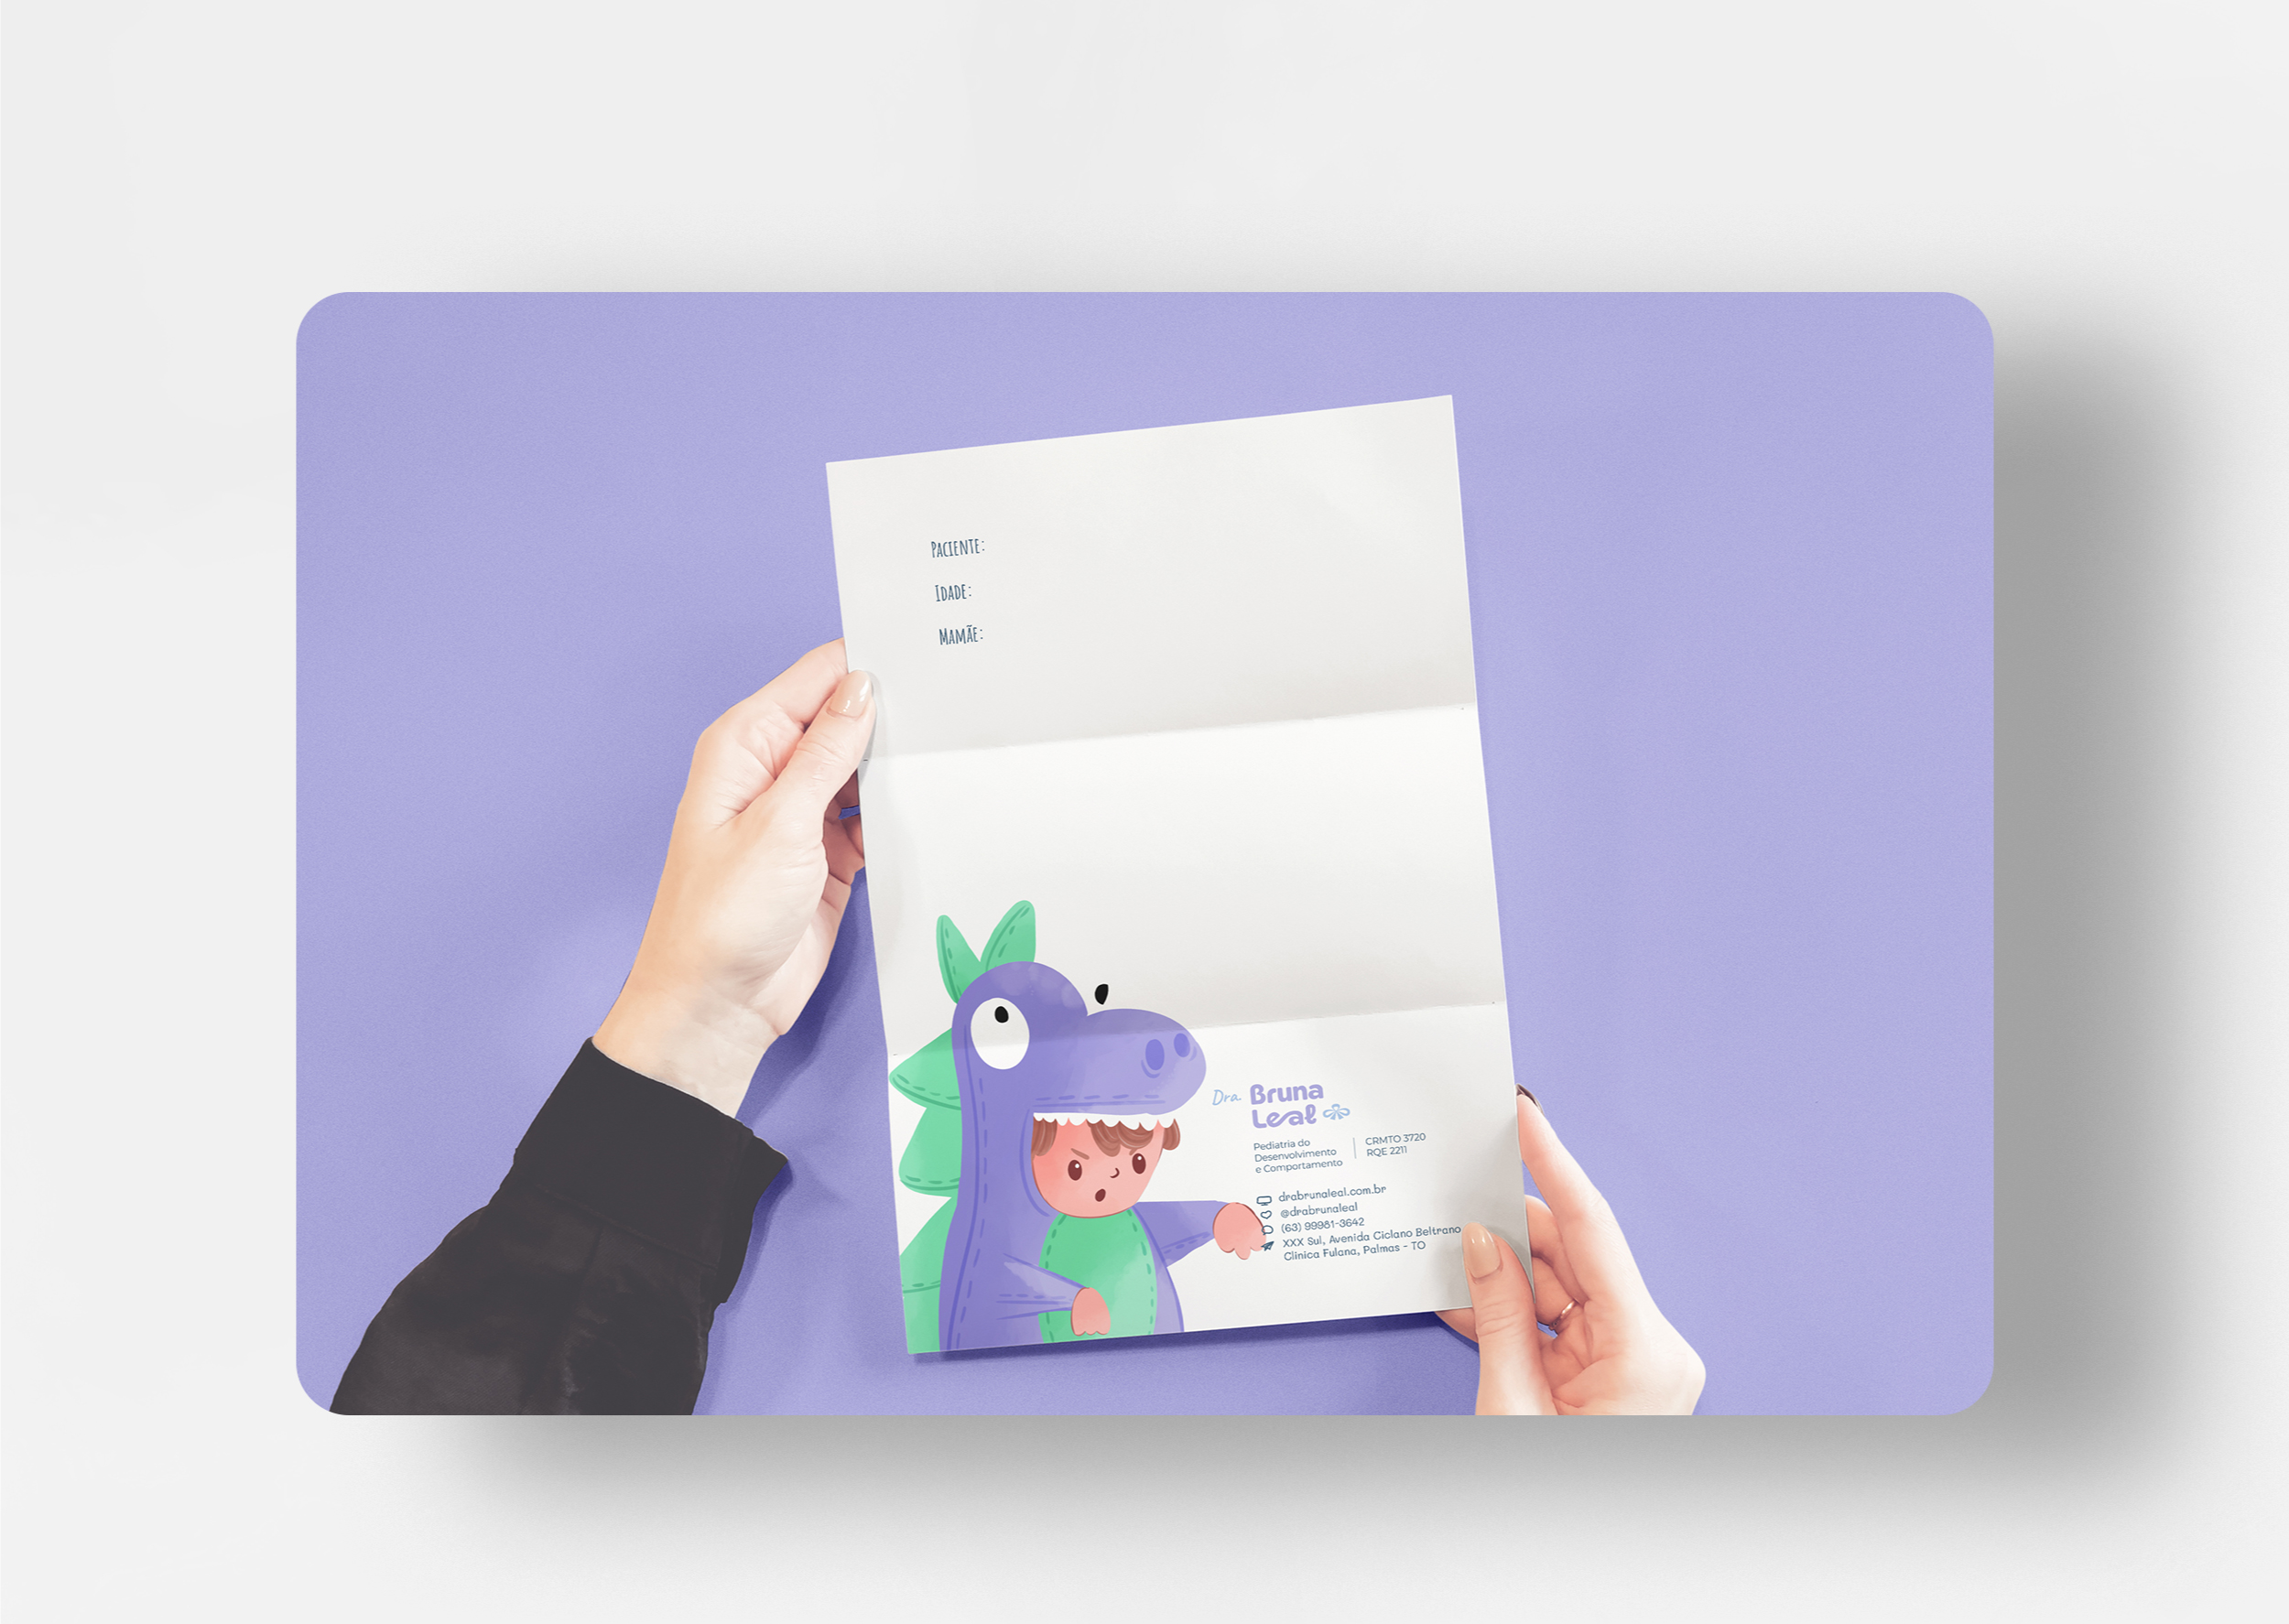 Paciente:
Idade:
Mamãe:
Dra. Bruna
Leal
Pediatria do
Desenvolvimento
e Comportamento
CRMTO 3720
RQE 2211
drabrunaleal.com.br
@drabrunaleal
(63) 99981-3642
XXX Sul, Avenida Ciclano Beltrano
Clinica Fulana, Palmas - TO